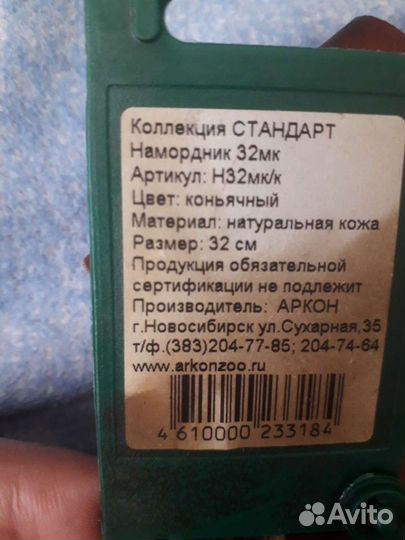 Коллекция СТАНДАРТ
Намордник 32мк
Артикул: Н32мк/к
Цвет: коньячный
Материал: натуральная кожа
Размер: 32 см
Продукция обязательной
сертификации не подлежит
Производитель: АРКОН
г.Новосибирск ул.Сухарная,35
т/ф.(383)204-77-85; 204-74-64
www.arkonzoo.ru
4 610000 233184
Avito